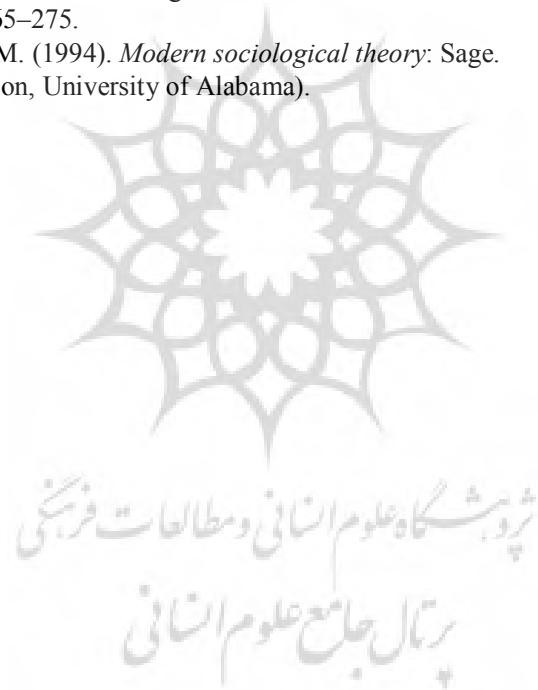 65–275.
M. (1994). Modern sociological theory: Sage.
on, University of Alabama).
پژوهشگاه علوم انسانی و مطالعات فرهنگی
پرتال جامع علوم انسانی